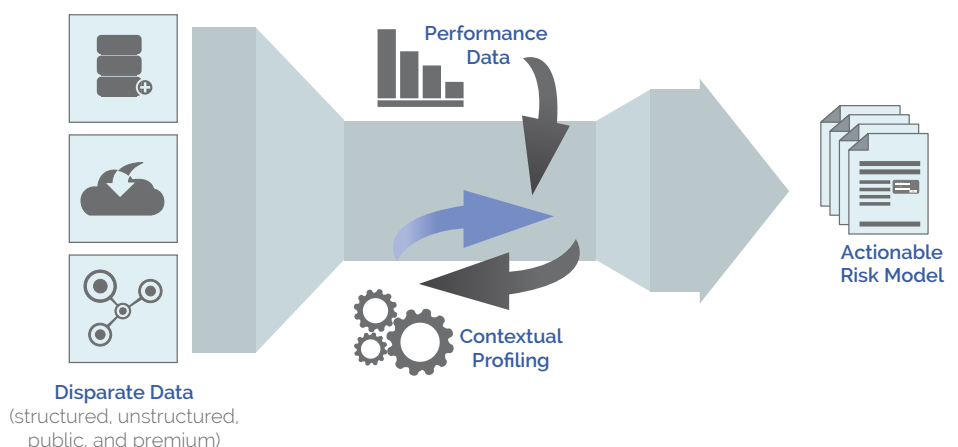 Performance
Data
Actionable
Risk Model
Contextual
Profiling
Disparate Data
(structured, unstructured,
public, and premium)